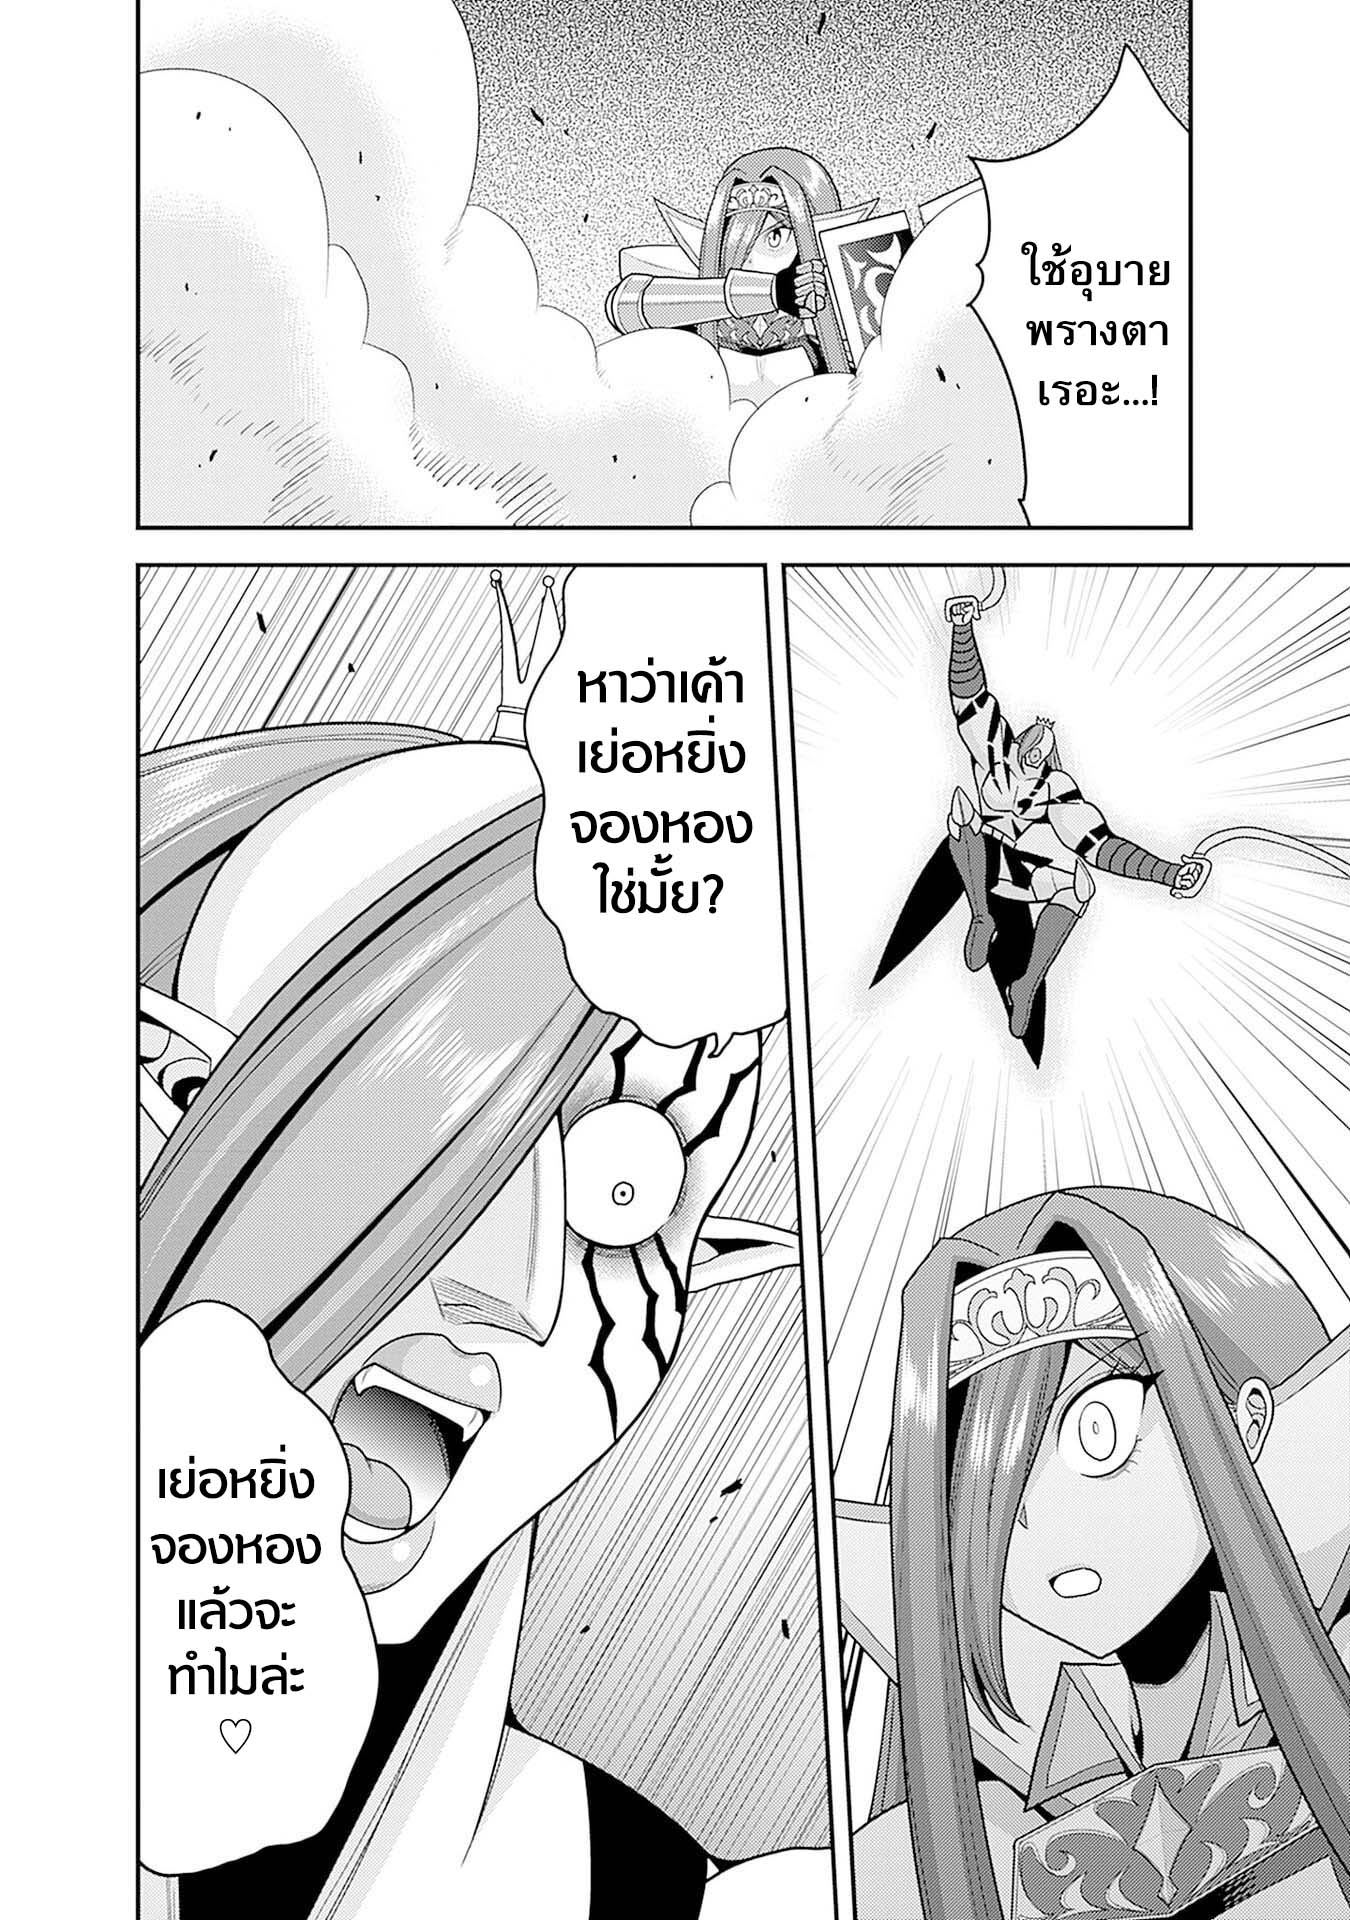 ใช้อุบาย
พรางตา
เรอะ...!
หาว่าเค้า
เย่อหยิ่ง
จองหอง
ใช่มั้ย?
เย่อหยิ่ง
จองหอง
แล้วจะ
ทำไมล่ะ
♡